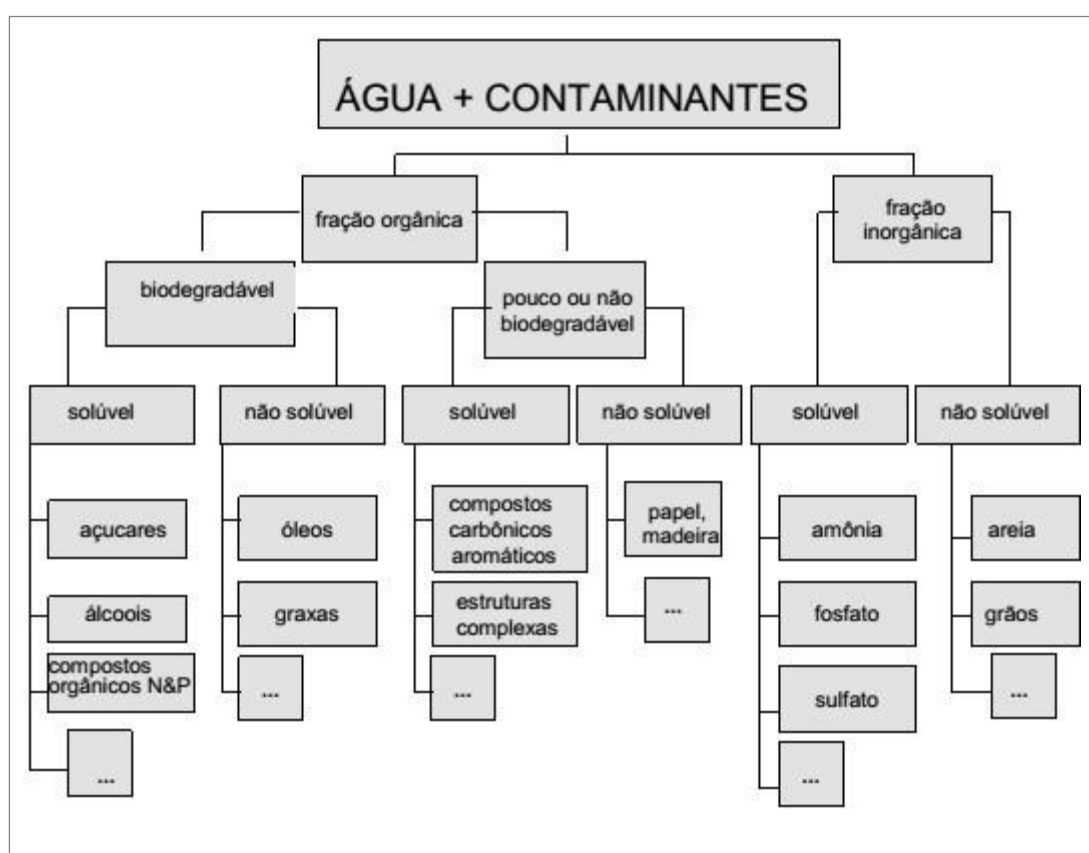 ÁGUA + CONTAMINANTES
fração orgânica
fração
inorgânica
biodegradável
pouco ou não
biodegradável
solúvel
não solúvel
solúvel
não solúvel
solúvel
não solúvel
açucares
óleos
compostos
carbônicos
aromáticos
papel,
madeira
amônia
areia
álcoois
graxas
estruturas
complexas
...
fosfato
grãos
compostos
orgânicos N&P
...
...
sulfato
...
...
...